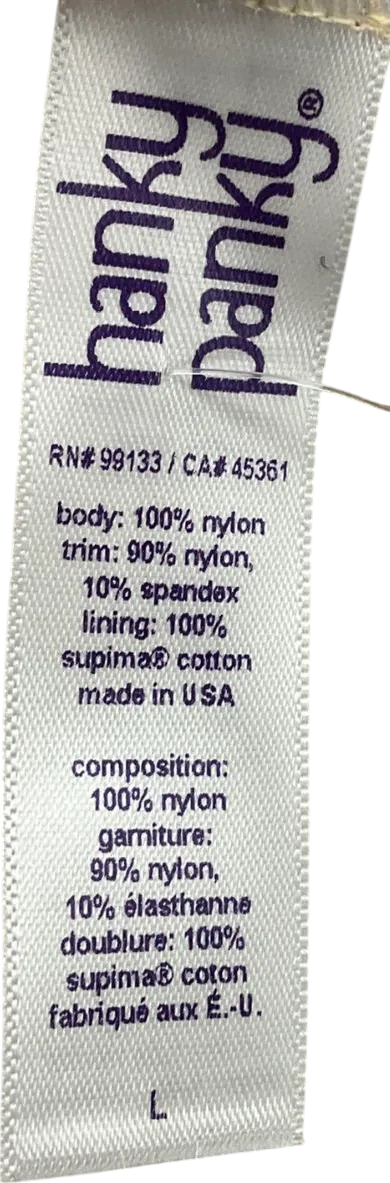 hanky
panky®
RN# 99133 / CA# 45361
body: 100% nylon
trim: 90% nylon,
10% spandex
lining: 100%
supima® cotton
made in USA
composition:
100% nylon
garniture:
90% nylon,
10% élasthanne
doublure: 100%
supima® coton
fabriqué aux É.-U.
L